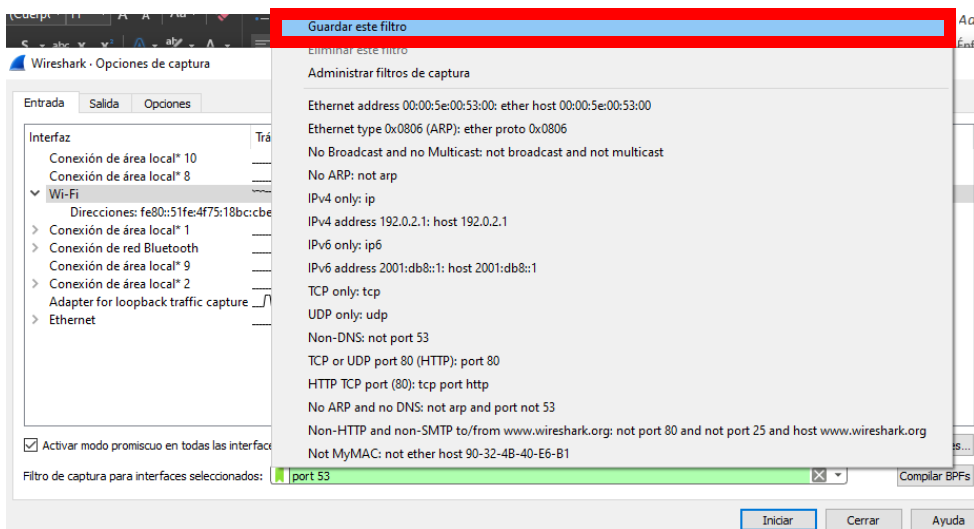 Guardar este filtro
Eliminar este filtro
Administrar filtros de captura
Wireshark · Opciones de captura
Entrada Salida Opciones
Interfaz
Conexión de área local* 10
Conexión de área local* 8
Wi-Fi
Direcciones: fe80::51fe:4f75:18bc:cbe
Conexión de área local* 1
Conexión de red Bluetooth
Conexión de área local* 9
Conexión de área local* 2
Adapter for loopback traffic capture
Ethernet
Ethernet address 00:00:5e:00:53:00: ether host 00:00:5e:00:53:00
Ethernet type 0x0806 (ARP): ether proto 0x0806
No Broadcast and no Multicast: not broadcast and not multicast
No ARP: not arp
IPv4 only: ip
IPv4 address 192.0.2.1: host 192.0.2.1
IPv6 only: ip6
IPv6 address 2001:db8::1: host 2001:db8::1
TCP only: tcp
UDP only: udp
Non-DNS: not port 53
TCP or UDP port 80 (HTTP): port 80
HTTP TCP port (80): tcp port http
No ARP and no DNS: not arp and port not 53
Non-HTTP and non-SMTP to/from www.wireshark.org: not port 80 and not port 25 and host www.wireshark.org
Not MyMAC: not ether host 90-32-4B-40-E6-B1
Activar modo promiscuo en todas las interface
Filtro de captura para interfaces seleccionados: port 53
Compilar BPFs
Iniciar Cerrar Ayuda